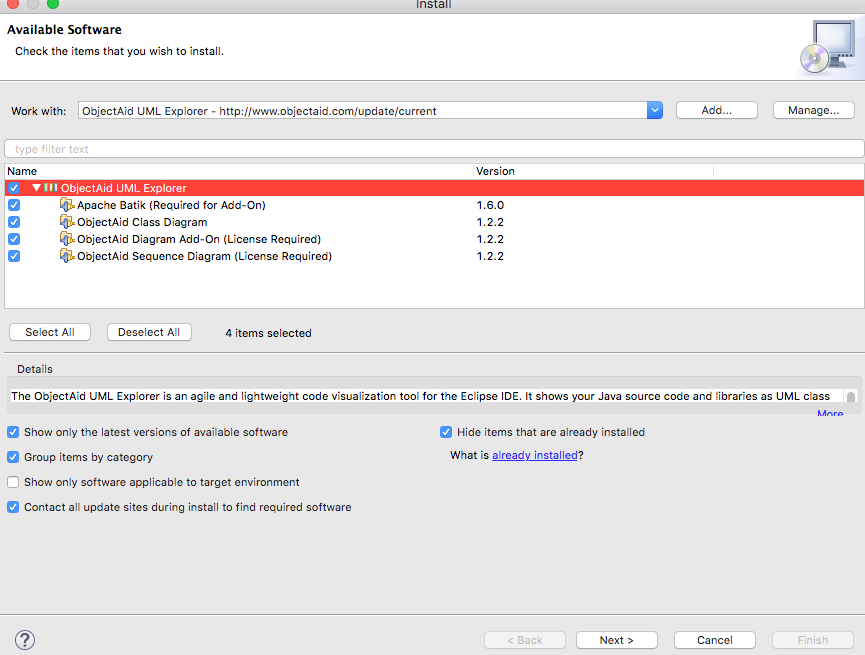 Install
Available Software
Check the items that you wish to install.
Work with: ObjectAid UML Explorer - http://www.objectaid.com/update/current Add... Manage...
type filter text
Name Version
ObjectAid UML Explorer
Apache Batik (Required for Add-On) 1.6.0
ObjectAid Class Diagram 1.2.2
ObjectAid Diagram Add-On (License Required) 1.2.2
ObjectAid Sequence Diagram (License Required) 1.2.2
Select All Deselect All 4 items selected
Details
The ObjectAid UML Explorer is an agile and lightweight code visualization tool for the Eclipse IDE. It shows your Java source code and libraries as UML class
More
Show only the latest versions of available software Hide items that are already installed
Group items by category What is already installed?
Show only software applicable to target environment
Contact all update sites during install to find required software
? < Back Next > Cancel Finish